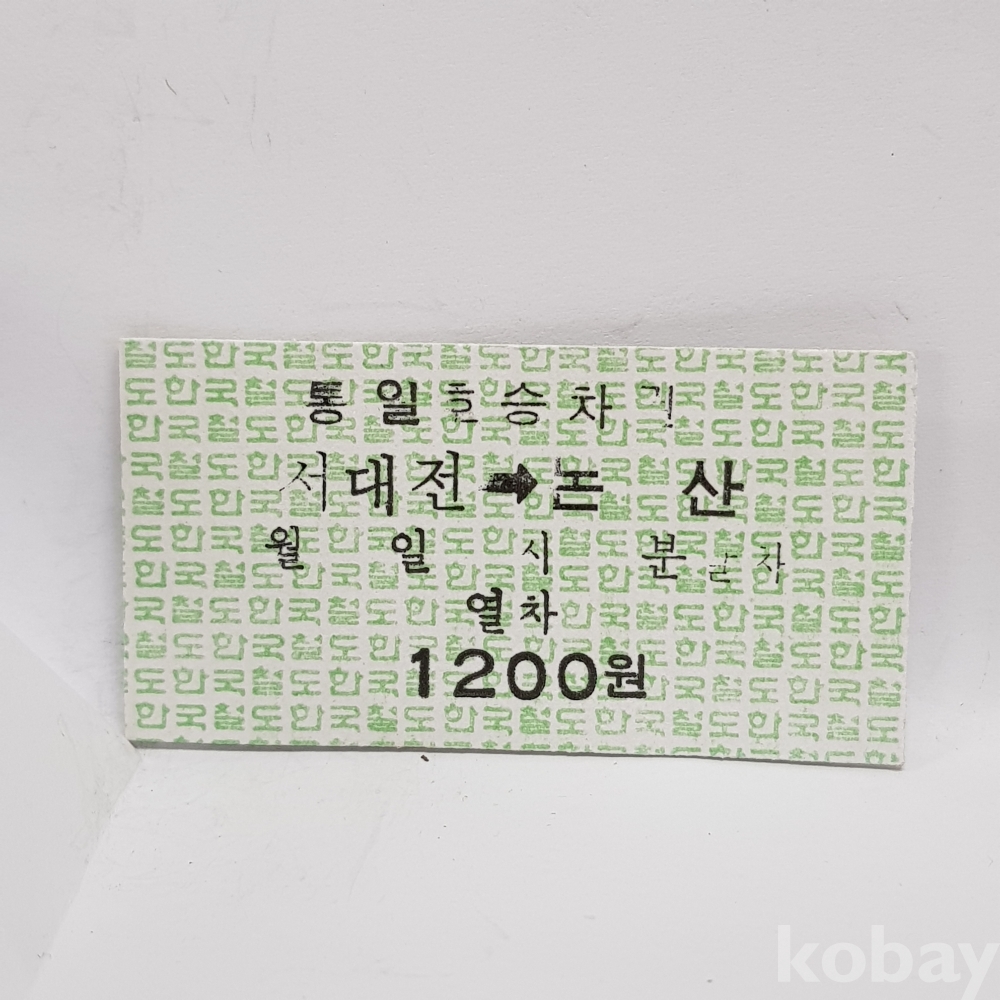 통일호승차권
서대전➡논 산
월 일 시 분 발차
열차
1200원
kobay